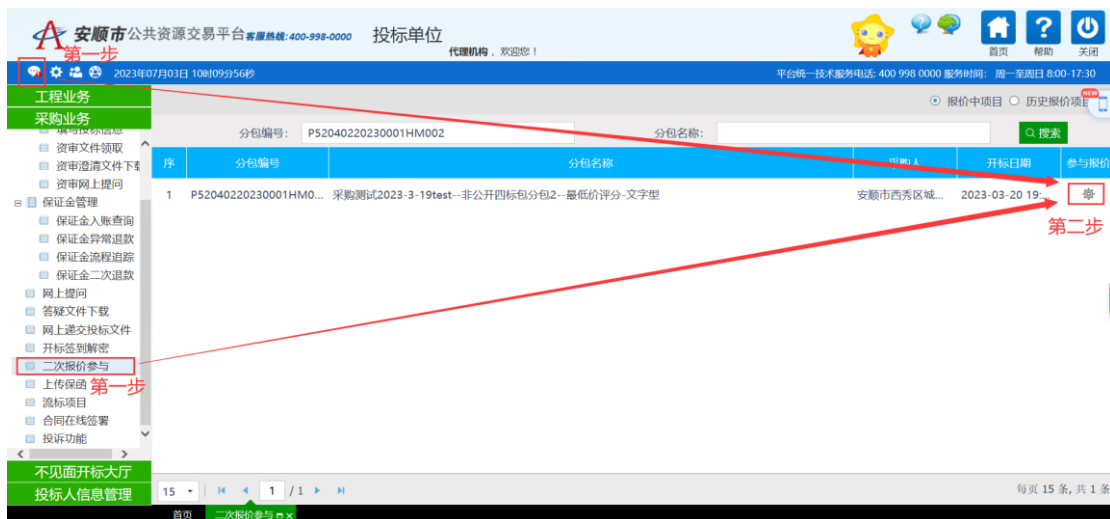 安顺市公共资源交易平台客服热线:400-998-0000 投标单位
代理机构，欢迎您！
首页 帮助 关闭
第一步
2023年07月03日 10时09分56秒
平台统一技术服务电话: 400 998 0000 服务时间: 周一至周日 8:00-17:30
工程业务
采购业务
填写投标信息
资审文件领取
资审澄清文件下载
资审网上提问
保证金管理
保证金入账查询
保证金异常退款
保证金流程追踪
保证金二次退款
网上提问
答疑文件下载
网上递交投标文件
开标签到解密
二次报价参与
上传保函
第一步
流标项目
合同在线签署
投诉功能
不见面开标大厅
投标人信息管理
报价中项目 历史报价项目
NEW
分包编号: P52040220230001HM002 分包名称: 搜索
序 分包编号 分包名称 采购人 开标日期 参与报价
1 P52040220230001HM0... 采购测试2023-3-19test--非公开四标包分包2--最低价评分-文字型 安顺市西秀区城... 2023-03-20 19:...
第二步
15 1 / 1 每页 15 条, 共 1 条
首页 二次报价参与